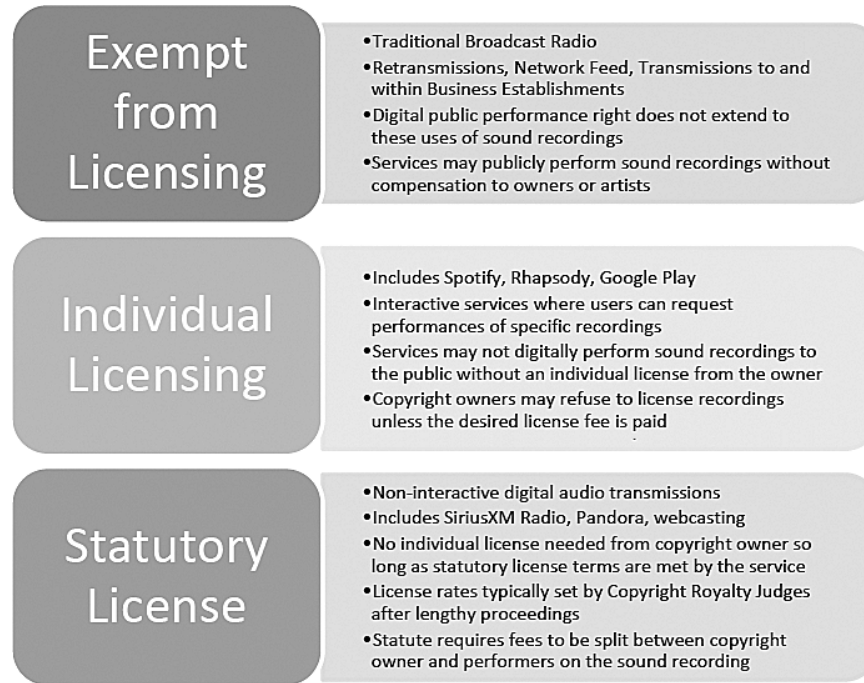 Exempt
from
Licensing
•Traditional Broadcast Radio
•Retransmissions, Network Feed, Transmissions to and
within Business Establishments
•Digital public performance right does not extend to
these uses of sound recordings
•Services may publicly perform sound recordings without
compensation to owners or artists
Individual
Licensing
•Includes Spotify, Rhapsody, Google Play
•Interactive services where users can request
performances of specific recordings
•Services may not digitally perform sound recordings to
the public without an individual license from the owner
•Copyright owners may refuse to license recordings
unless the desired license fee is paid
Statutory
License
•Non-interactive digital audio transmissions
•Includes SiriusXM Radio, Pandora, webcasting
•No individual license needed from copyright owner so
long as statutory license terms are met by the service
•License rates typically set by Copyright Royalty Judges
after lengthy proceedings
•Statute requires fees to be split between copyright
owner and performers on the sound recording